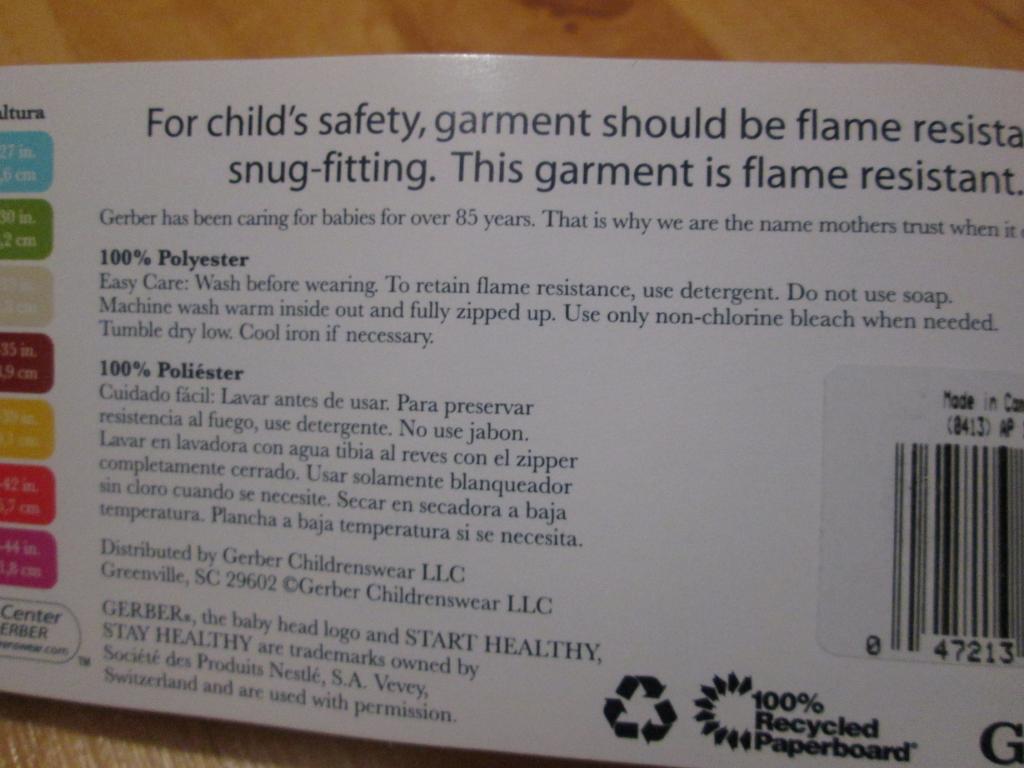 27 in.
30 in.
,2 cm
35 in.
,9 cm
42 in.
44 in.
Center
For child's safety, garment should be flame
snug-fitting. This garment is flame resistant.
Gerber has been caring for babies for over 85 years. That is why we are the name mothers trust when it
100% Polyester
Easy Care: Wash before wearing. To retain flame resistance, use detergent. Do not use soap.
Machine wash warm inside out and fully zipped up. Use only non-chlorine bleach when needed.
Tumble dry low. Cool iron if necessary.
100% Poliéster
Cuidado fácil: Lavar antes de usar. Para preservar
resistencia al fuego, use detergente. No use jabon.
Lavar en lavadora con agua tibia al reves con el zipper
completamente cerrado. Usar solamente blanqueador
sin cloro cuando se necesite. Secar en secadora a baja
temperatura. Plancha a baja temperatura si se necesita.
Distributed by Gerber Childrenswear LLC
Greenville, SC 29602 ©Gerber Childrenswear LLC
GERBER®, the baby head logo and START HEALTHY,
STAY HEALTHY are trademarks owned by
Société des Produits Nestlé, S.A. Vevey,
Switzerland and are used with permission.
Made in
(0413) AP
0 47213
100%
Recycled
Paperboard®
G